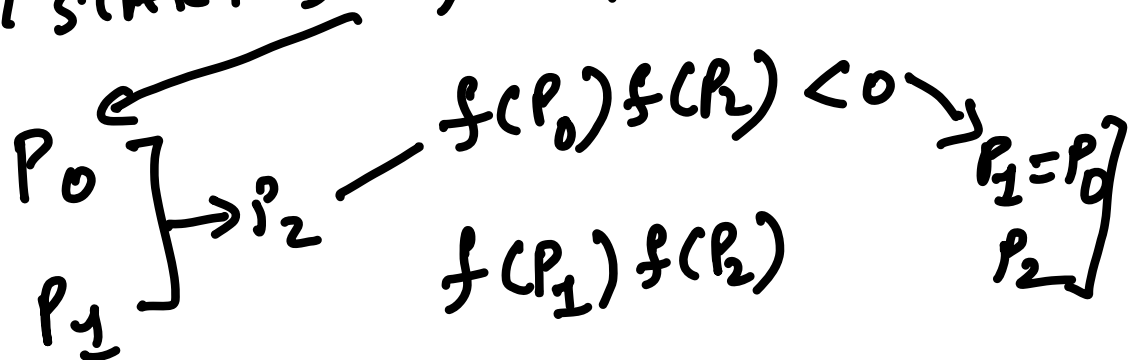 f(P₀)f(P₂) < 0
P₀ ] → P₂
P₁ = P₀ ]
f(P₁)f(P₂)
P₂
P₁